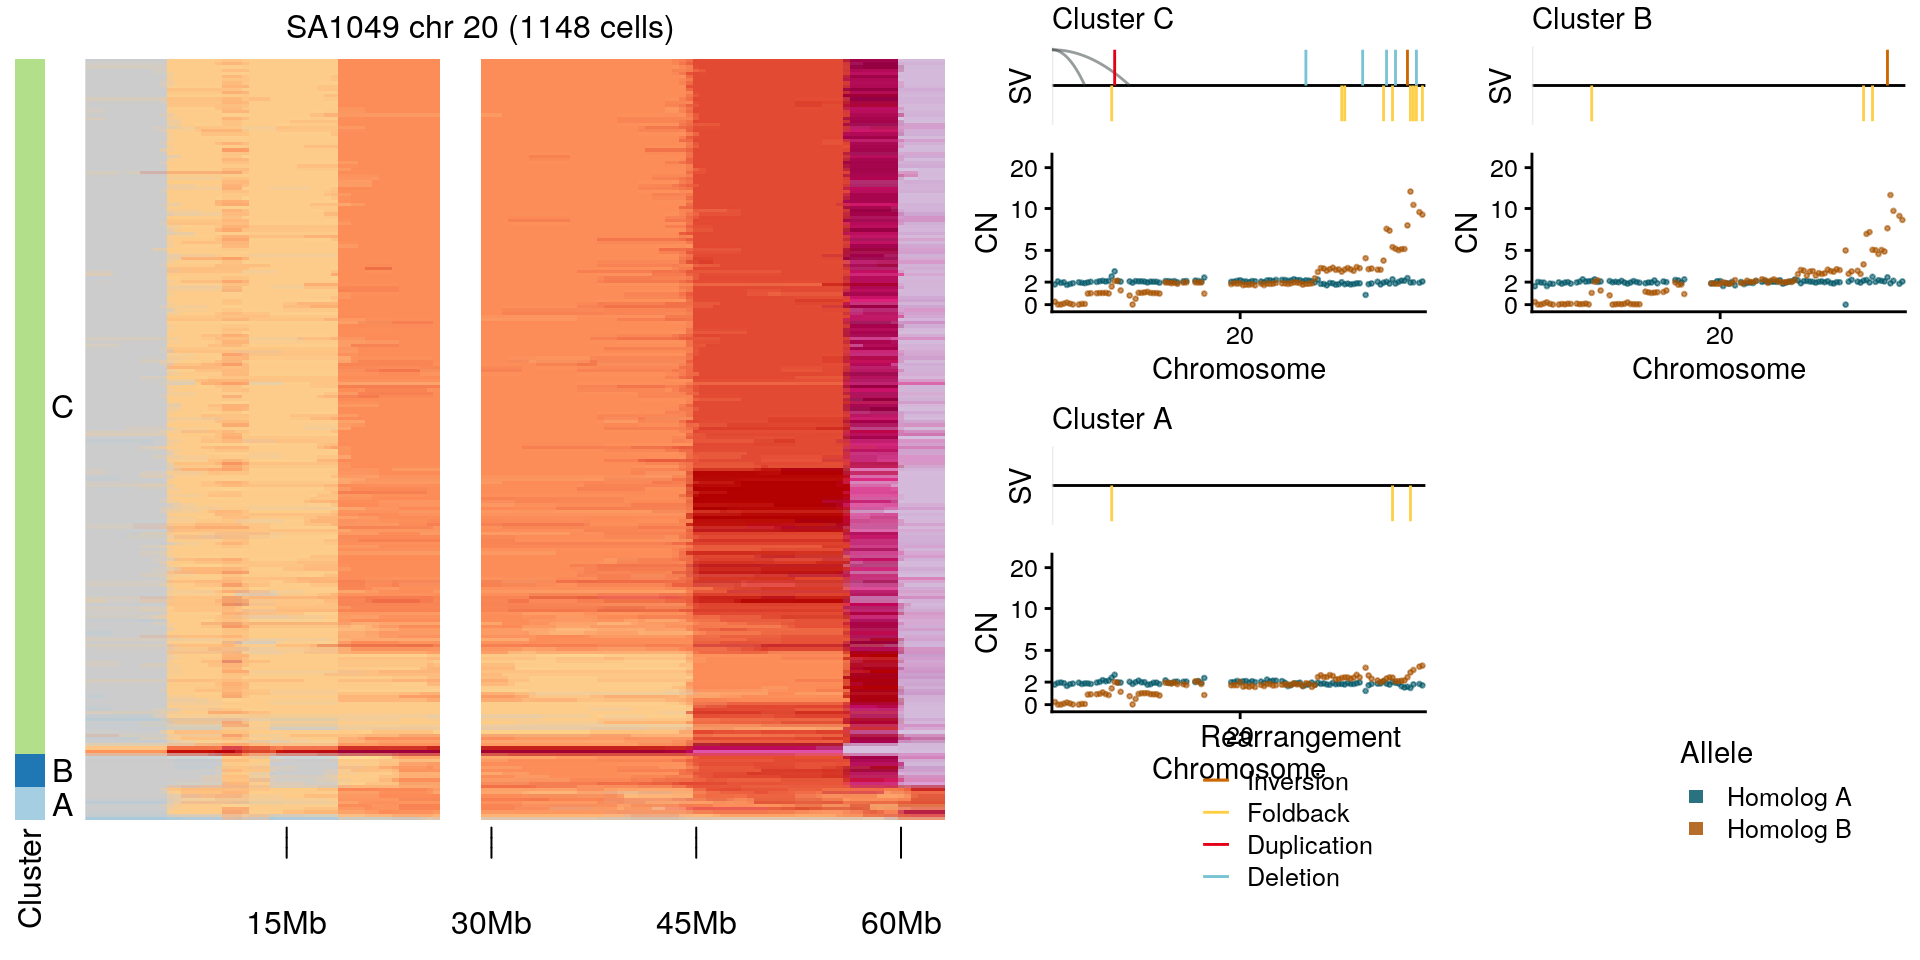 SA1049 chr 20 (1148 cells)
C
B
A
Cluster
15Mb
30Mb
45Mb
60Mb
Cluster C
SV
20
10
5
2
0
CN
20
Chromosome
Cluster B
SV
20
10
5
2
0
CN
20
Chromosome
Cluster A
SV
20
10
5
2
0
CN
20
Chromosome
Rearrangement
Inversion
Foldback
Duplication
Deletion
Allele
Homolog A
Homolog B